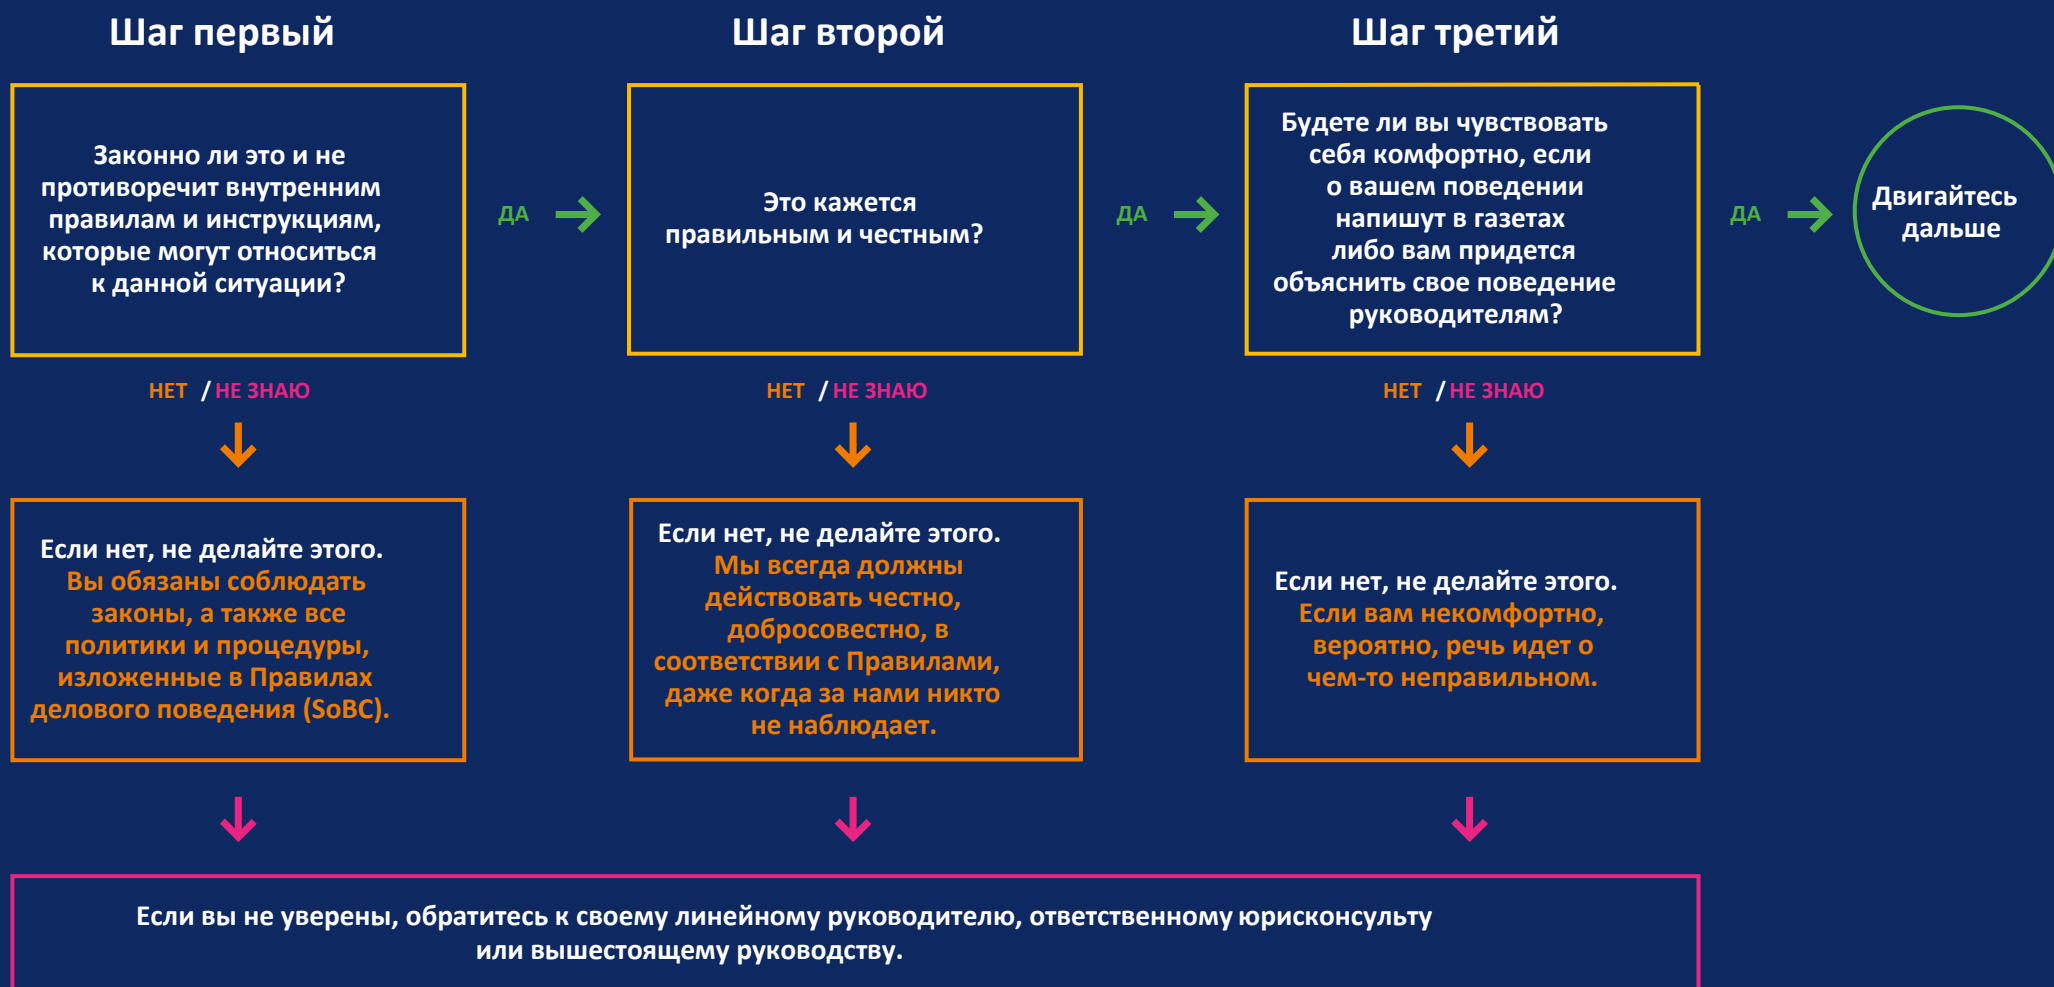 Шаг первый
Шаг второй
Шаг третий
Законно ли это и не
противоречит внутренним
правилам и инструкциям,
которые могут относиться
к данной ситуации?
ДА
Это кажется
правильным и честным?
ДА
Будете ли вы чувствовать
себя комфортно, если
о вашем поведении
напишут в газетах
либо вам придется
объяснить свое поведение
руководителям?
ДА
Двигайтесь
дальше
НЕТ / НЕ ЗНАЮ
НЕТ / НЕ ЗНАЮ
НЕТ / НЕ ЗНАЮ
Если нет, не делайте этого.
Вы обязаны соблюдать
законы, а также все
политики и процедуры,
изложенные в Правилах
делового поведения (SoBC).
Если нет, не делайте этого.
Мы всегда должны
действовать честно,
добросовестно, в
соответствии с Правилами,
даже когда за нами никто
не наблюдает.
Если нет, не делайте этого.
Если вам некомфортно,
вероятно, речь идет о
чем-то неправильном.
Если вы не уверены, обратитесь к своему линейному руководителю, ответственному юрисконсульту
или вышестоящему руководству.